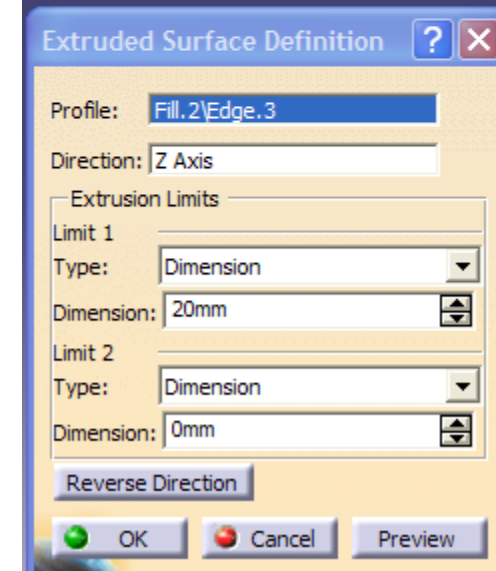 Extruded Surface Definition ? X
Profile: Fill.2\Edge.3
Direction: Z Axis
Extrusion Limits
Limit 1
Type: Dimension
Dimension: 20mm
Limit 2
Type: Dimension
Dimension: 0mm
Reverse Direction
OK Cancel Preview